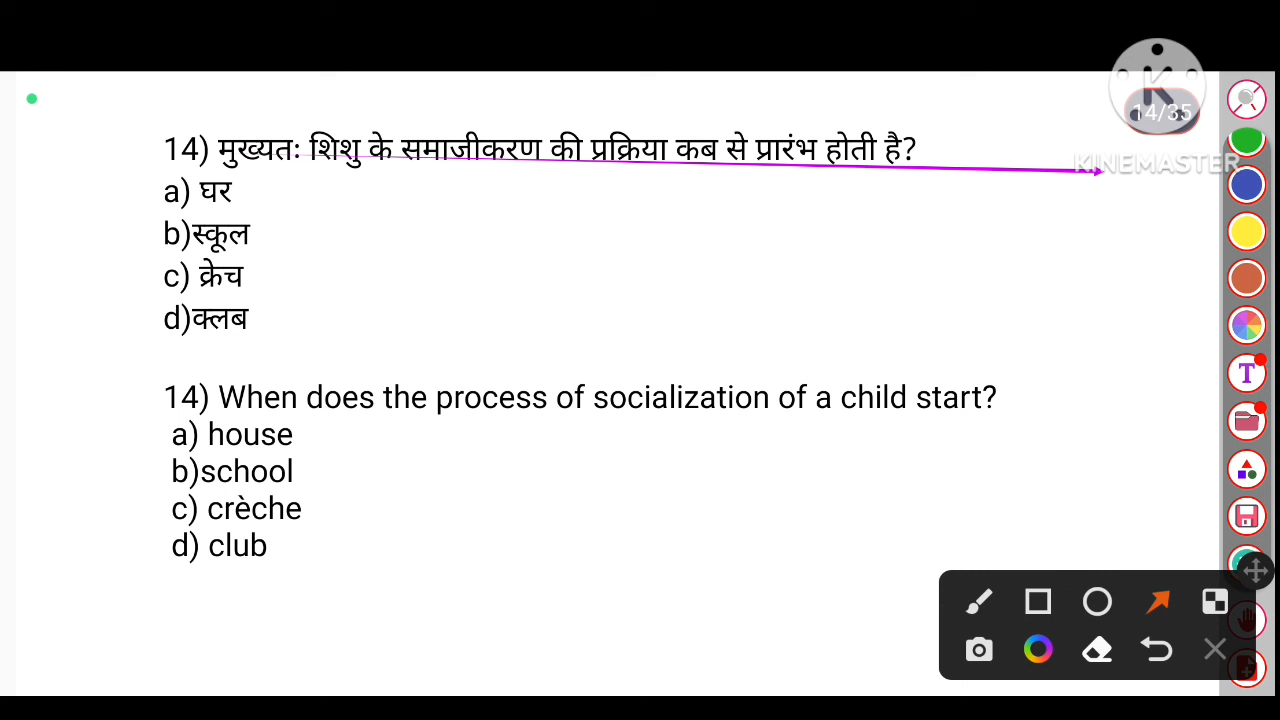 14/35
KINEMASTER
14) मुख्यतः शिशु के समाजीकरण की प्रक्रिया कब से प्रारंभ होती है?
a) घर
b)स्कूल
c) क्रेच
d)क्लब
14) When does the process of socialization of a child start?
a) house
b)school
c) crèche
d) club
T